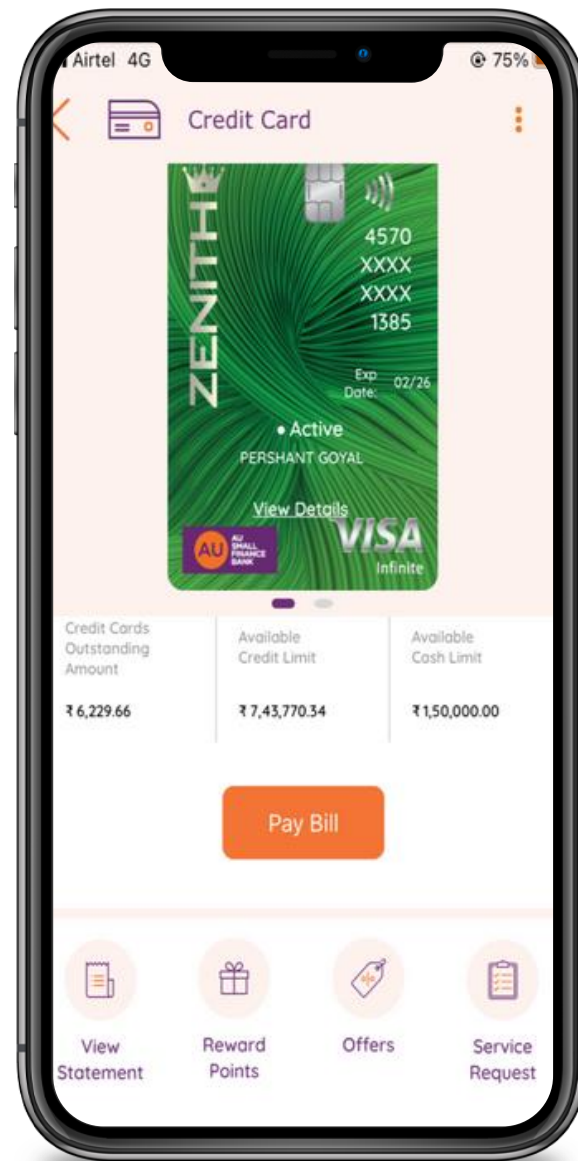 Airtel 4G
75%
Credit Card
ZENITH
4570
XXXX
XXXX
1385
Exp
Date: 02/26
• Active
PERSHANT GOYAL
View Details
AU
AU
SMALL
FINANCE
BANK
VISA
Infinite
Credit Cards
Outstanding
Amount
₹ 6,229.66
Available
Credit Limit
₹ 7,43,770.34
Available
Cash Limit
₹ 1,50,000.00
Pay Bill
View
Statement
Reward
Points
Offers
Service
Request